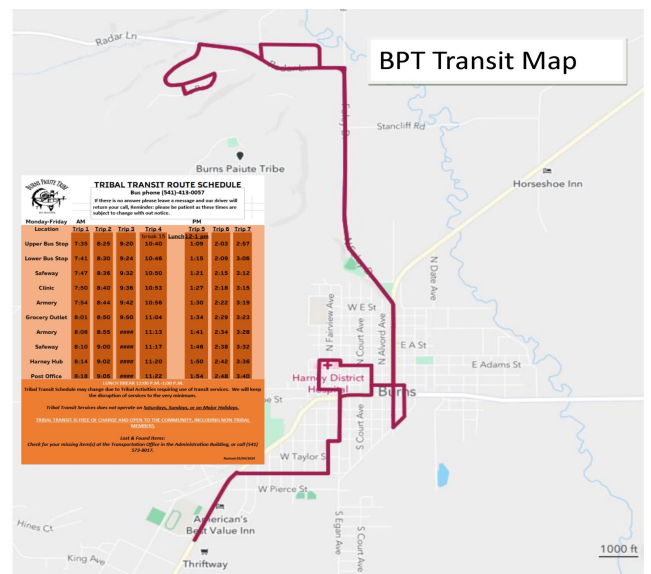 BPT Transit Map
Radar Ln
Radar Ln
Foley Dr
Stancliff Rd
Burns Paiute Tribe
Horseshoe Inn
BURNS PAIUTE TRIBE
TRIBAL TRANSIT ROUTE SCHEDULE
Bus phone (541)-413-0057
If there is no answer please leave a message and our driver will
return your call, Reminder: please be patient as these times are
subject to change with out notice.
Monday-Friday AM PM
Location Trip 1 Trip 2 Trip 3 Trip 4 Trip 5 Trip 6 Trip 7
break 15 Lunch 12-1 pm
Upper Bus Stop 7:35 8:25 9:20 10:40 1:09 2:03 2:57
Lower Bus Stop 7:41 8:30 9:24 10:46 1:15 2:09 3:06
Safeway 7:47 8:36 9:32 10:50 1:21 2:15 3:12
Clinic 7:50 8:40 9:36 10:53 1:27 2:18 3:15
Armory 7:54 8:44 9:42 10:56 1:30 2:22 3:19
Grocery Outlet 8:01 8:50 9:50 11:04 1:34 2:29 3:23
Armory 8:08 8:55 #### 11:13 1:41 2:34 3:28
Safeway 8:10 9:00 #### 11:17 1:46 2:38 3:32
Harney Hub 8:14 9:02 #### 11:20 1:50 2:42 3:36
Post Office 8:18 9:05 #### 11:22 1:54 2:48 3:40
LUNCH BREAK 12:00 P.M.-1:00 P.M.
Tribal Transit Schedule may change due to Tribal Activities requiring use of transit services. We will keep
the disruption of services to the very minimum.
Tribal Transit Services does not operate on Saturdays, Sundays, or on Major Holidays.
TRIBAL TRANSIT IS FREE OF CHARGE AND OPEN TO THE COMMUNITY, INCLUDING NON-TRIBAL
MEMBERS
Lost & Found Items:
Check for your missing item(s) at the Transportation Office in the Administration Building, or call (541)
573-8017.
Revised
N Date Ave
W E St
N Fairview Ave
N Court Ave
N Alvord Ave
E A St
E Adams St
Harney District
Hospital
Burns
S Court Ave
W Taylor S
W Pierce St
American's
Best Value Inn
S Egan Ave
S Court Ave
Hines Ct
King Ave
Thriftway
1000 ft